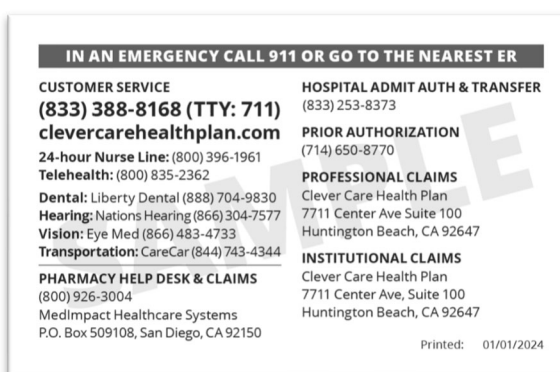 IN AN EMERGENCY CALL 911 OR GO TO THE NEAREST ER
CUSTOMER SERVICE
(833) 388-8168 (TTY: 711)
clevercarehealthplan.com
24-hour Nurse Line: (800) 396-1961
Telehealth: (800) 835-2362
Dental: Liberty Dental (888) 704-9830
Hearing: Nations Hearing (866) 304-7577
Vision: Eye Med (866) 483-4733
Transportation: CareCar (844) 743-4344
PHARMACY HELP DESK & CLAIMS
(800) 926-3004
MedImpact Healthcare Systems
P.O. Box 509108, San Diego, CA 92150
HOSPITAL ADMIT AUTH & TRANSFER
(833) 253-8373
PRIOR AUTHORIZATION
(714) 650-8770
PROFESSIONAL CLAIMS
Clever Care Health Plan
7711 Center Ave Suite 100
Huntington Beach, CA 92647
INSTITUTIONAL CLAIMS
Clever Care Health Plan
7711 Center Ave, Suite 100
Huntington Beach, CA 92647
Printed: 01/01/2024
SAMPLE